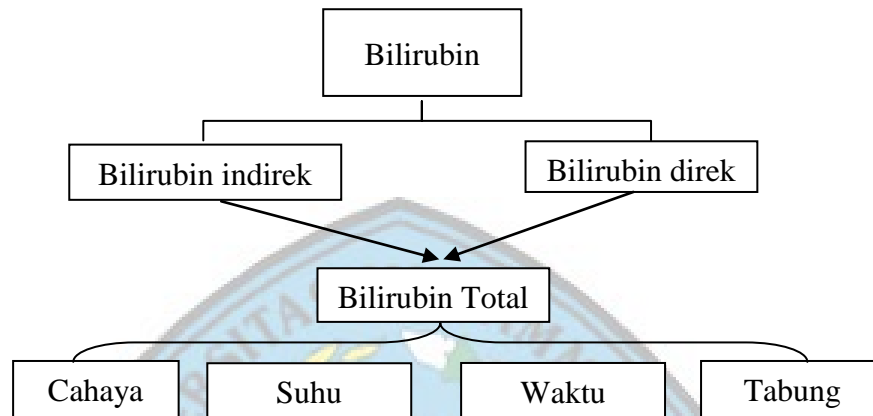 Bilirubin
Bilirubin indirek
Bilirubin direk
Bilirubin Total
Cahaya
Suhu
Waktu
Tabung